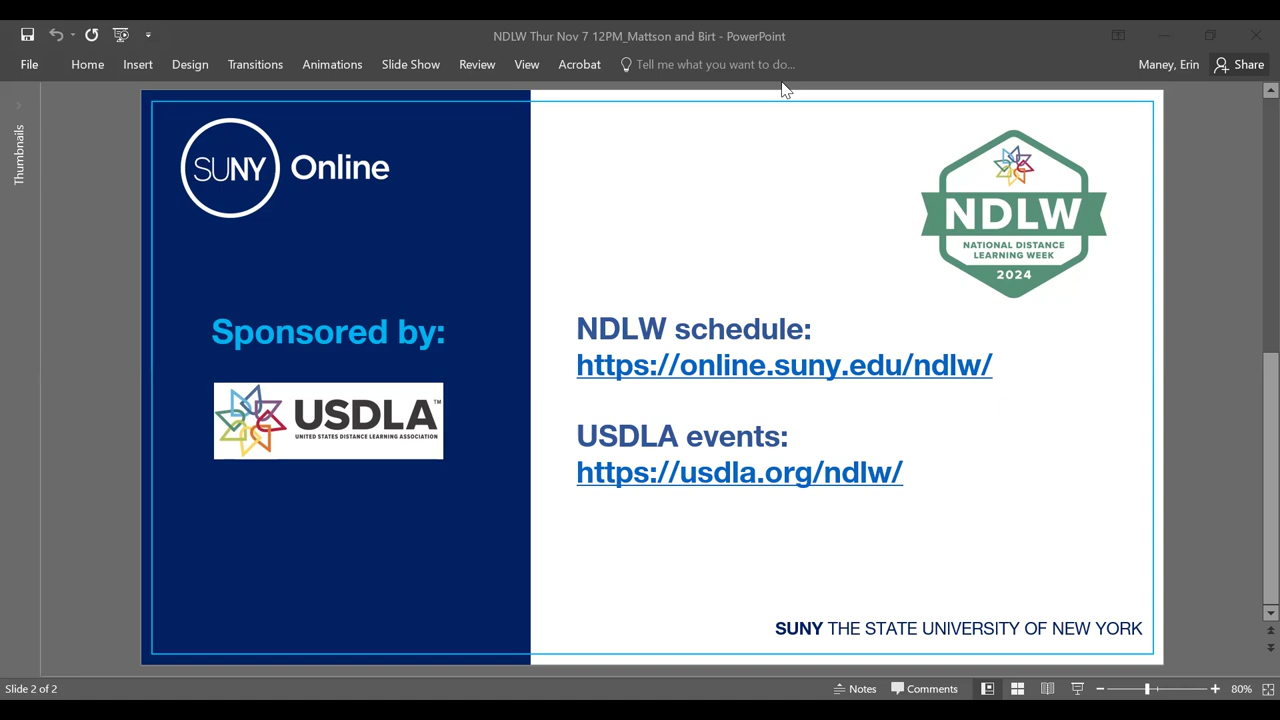 NDLW Thur Nov 7 12PM_Mattson and Birt - PowerPoint
File Home Insert Design Transitions Animations Slide Show Review View Acrobat Tell me what you want to do... Maney, Erin Share
Thumbnails
SUNY Online
NDLW
NATIONAL DISTANCE
LEARNING WEEK
2024
Sponsored by:
USDLA™
UNITED STATES DISTANCE LEARNING ASSOCIATION
NDLW schedule:
https://online.suny.edu/ndlw/
USDLA events:
https://usdla.org/ndlw/
SUNY THE STATE UNIVERSITY OF NEW YORK
Slide 2 of 2 Notes Comments 80%